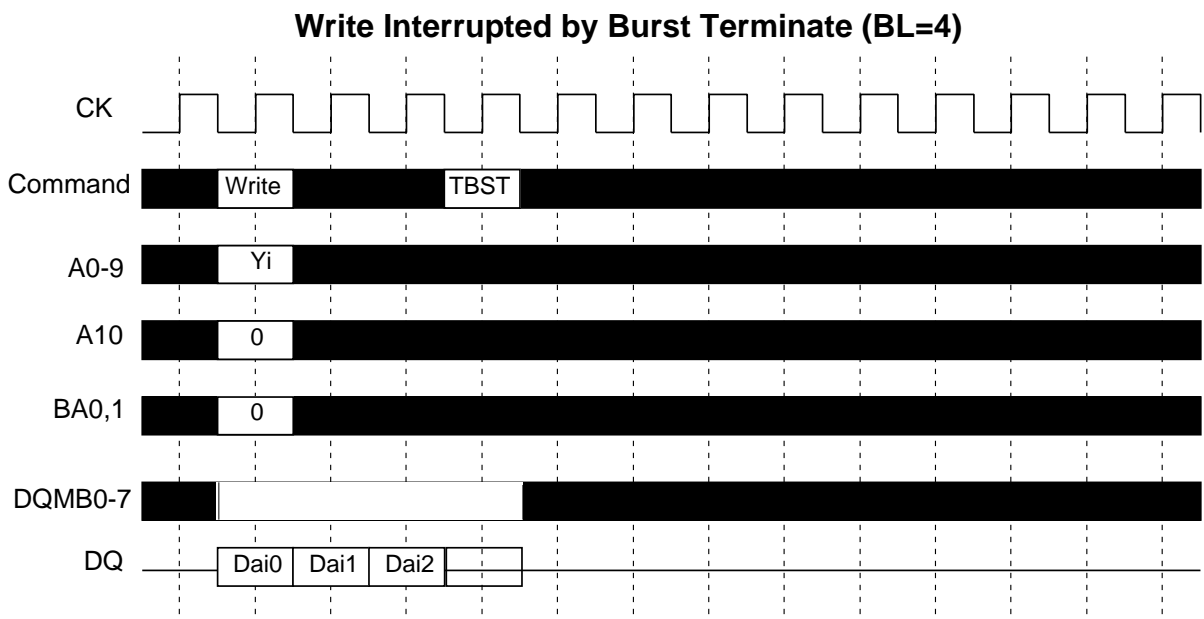 Write Interrupted by Burst Terminate (BL=4)
CK
Command Write TBST
A0-9 Yi
A10 0
BA0,1 0
DQMB0-7
DQ Dai0 Dai1 Dai2